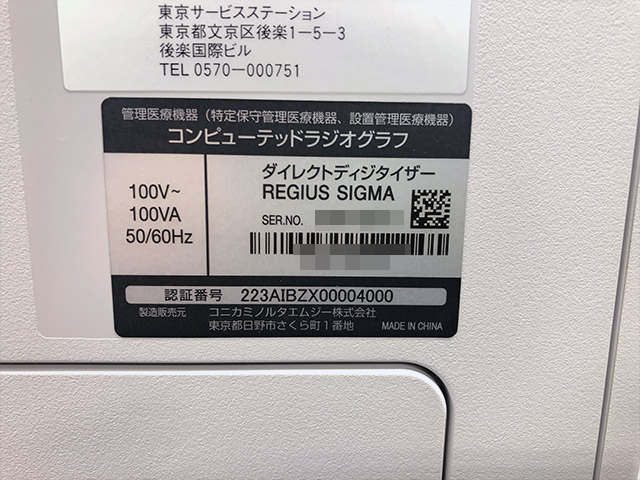 東京サービスステーション
東京都文京区後楽1-5-3
後楽国際ビル
TEL 0570-000751
管理医療機器(特定保守管理医療機器、設置管理医療機器)
コンピューテッドラジオグラフ
100V~
100VA
50/60Hz
ダイレクトディジタイザー
REGIUS SIGMA
SER.NO.
認証番号 223AIBZX00004000
製造販売元 コニカミノルタエムジー株式会社
東京都日野市さくら町1番地 MADE IN CHINA